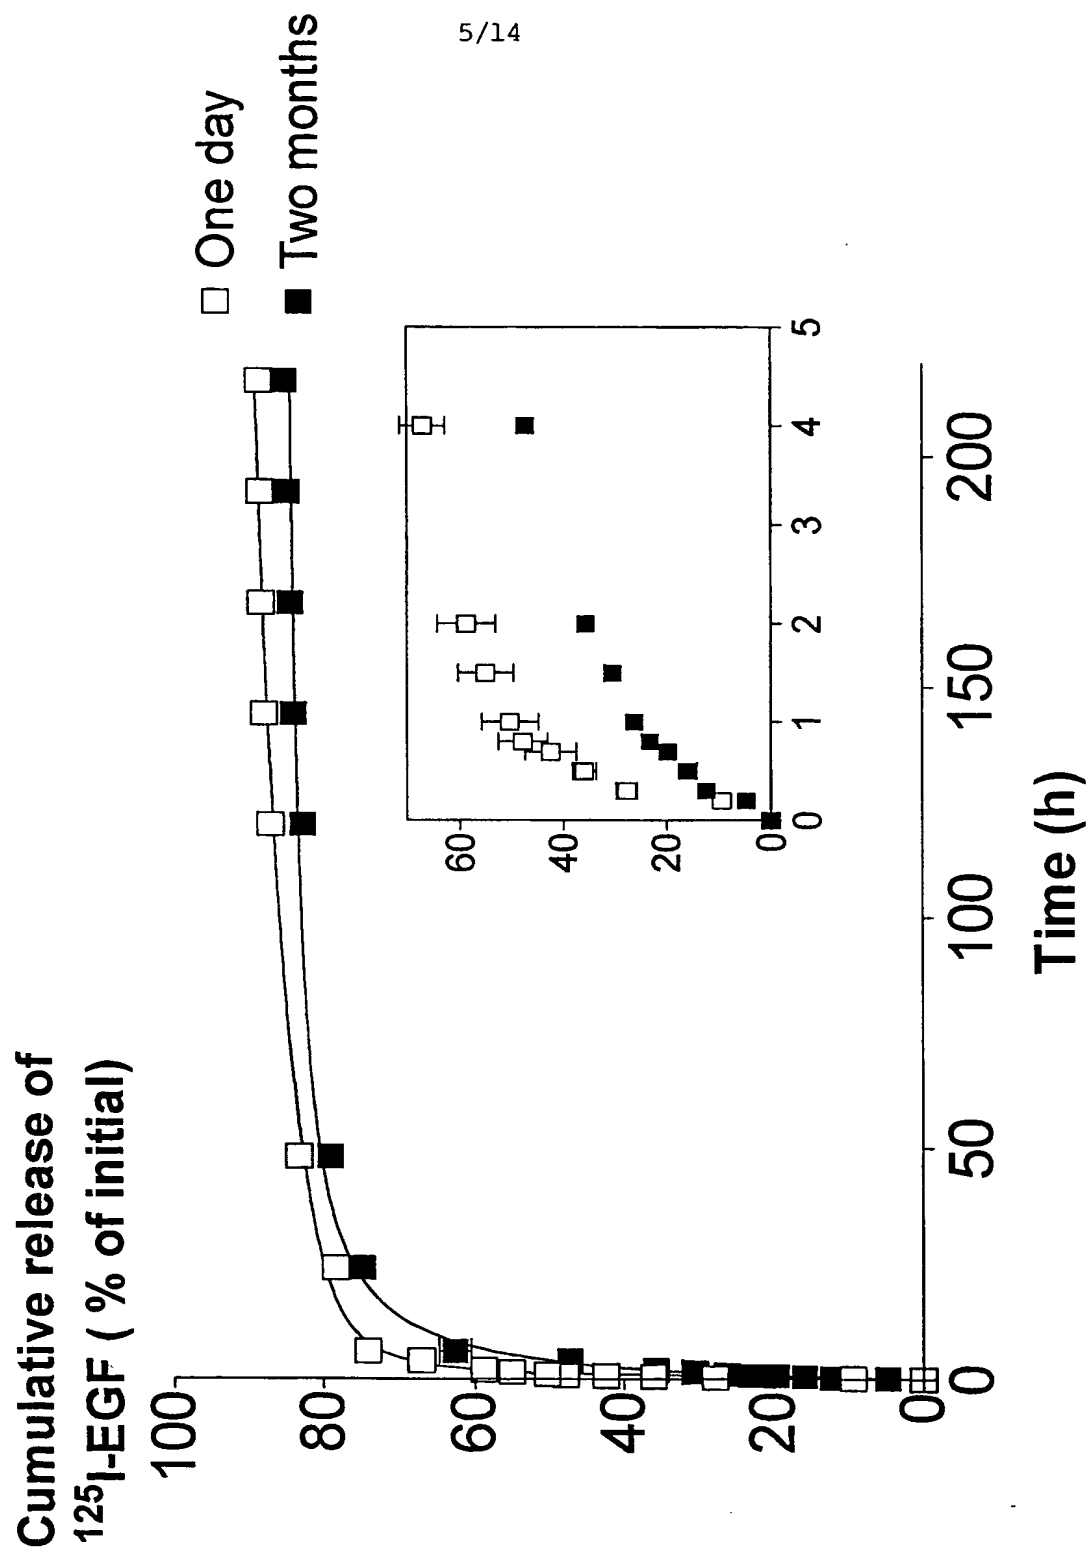 5/14
Cumulative release of
¹²⁵I-EGF ( % of initial)
One day
Two months
100
80
60
40
20
0
60
40
20
0
0 1 2 3 4 5
0 50 100 150 200
Time (h)